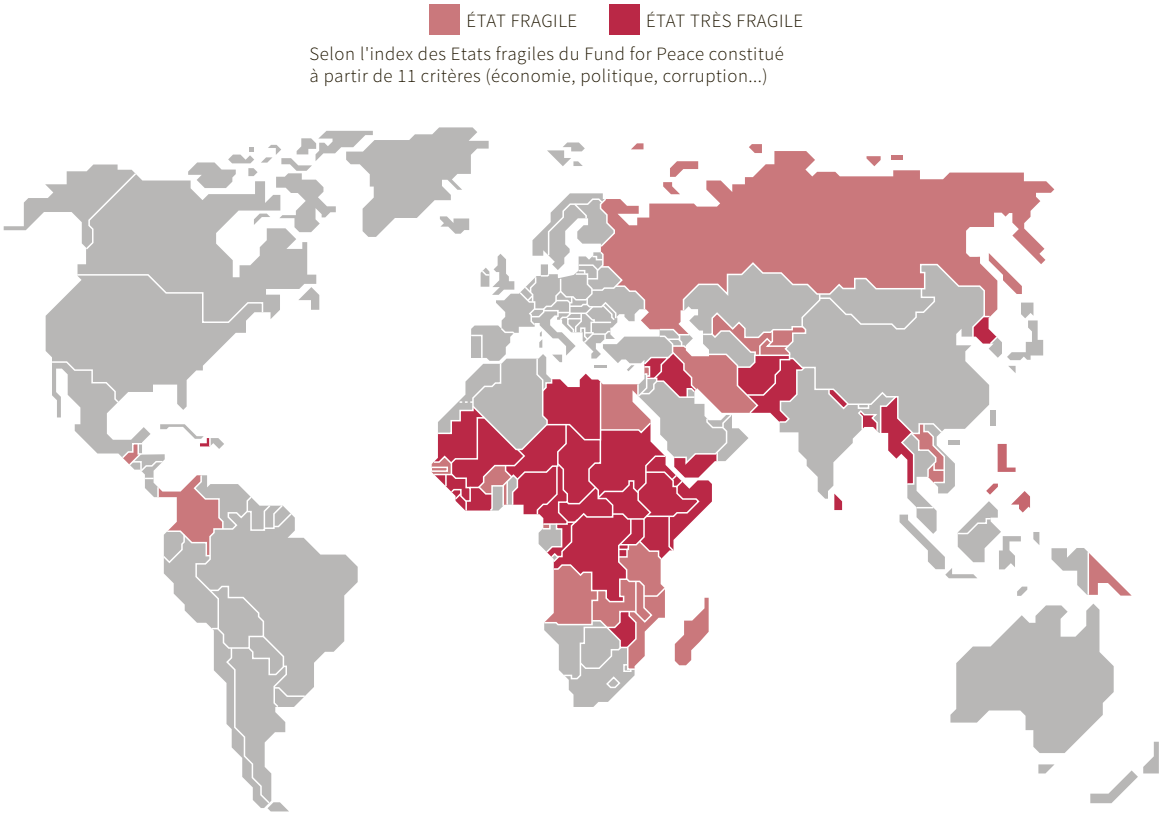 ÉTAT FRAGILE
ÉTAT TRÈS FRAGILE
Selon l'index des Etats fragiles du Fund for Peace constitué
à partir de 11 critères (économie, politique, corruption...)